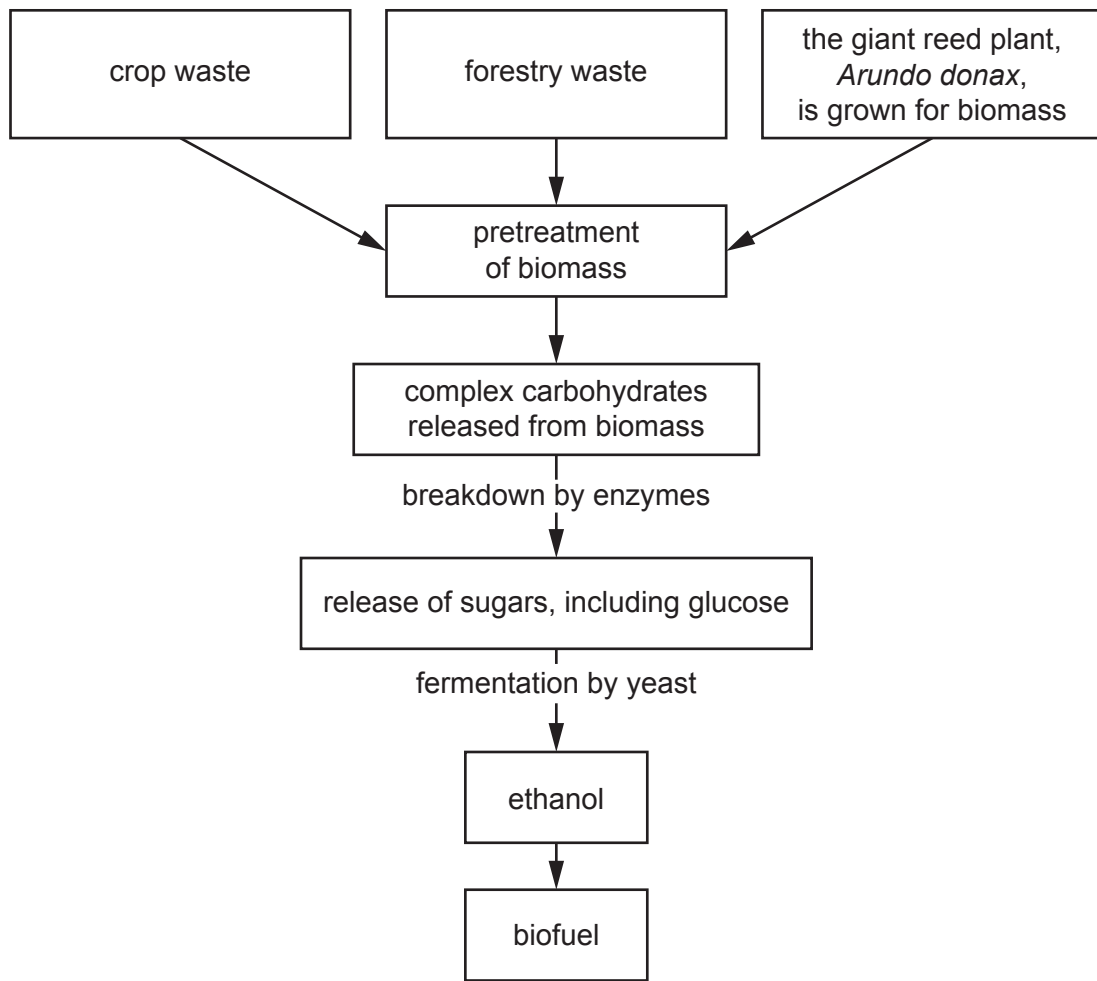 crop waste
forestry waste
the giant reed plant,
Arundo donax,
is grown for biomass
pretreatment
of biomass
complex carbohydrates
released from biomass
breakdown by enzymes
release of sugars, including glucose
fermentation by yeast
ethanol
biofuel